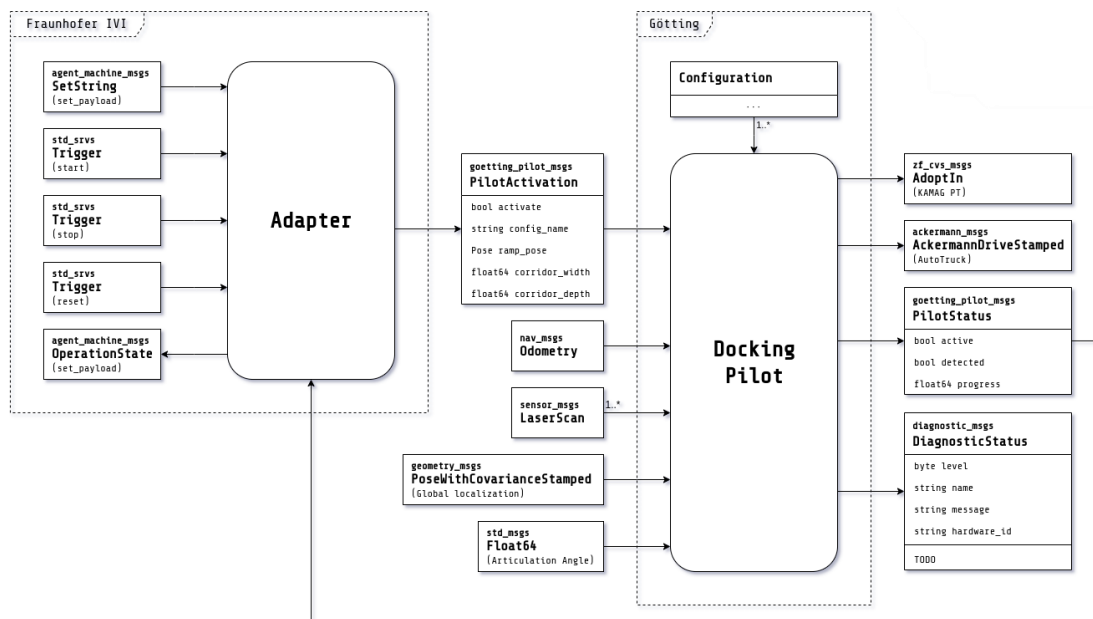 Fraunhofer IVI
agent_machine_msgs
SetString
(set_payload)
std_srvs
Trigger
(start)
std_srvs
Trigger
(stop)
std_srvs
Trigger
(reset)
agent_machine_msgs
OperationState
(set_payload)
Adapter
goetting_pilot_msgs
PilotActivation
bool activate
string config_name
Pose ramp_pose
float64 corridor_width
float64 corridor_depth
nav_msgs
Odometry
sensor_msgs
LaserScan
1..*
geometry_msgs
PoseWithCovarianceStamped
(Global localization)
std_msgs
Float64
(Articulation Angle)
Götting
Configuration
...
1..*
Docking
Pilot
zf_cvs_msgs
AdoptIn
(KAMAG PT)
ackermann_msgs
AckermannDriveStamped
(AutoTruck)
goetting_pilot_msgs
PilotStatus
bool active
bool detected
float64 progress
diagnostic_msgs
DiagnosticStatus
byte level
string name
string message
string hardware_id
TODO